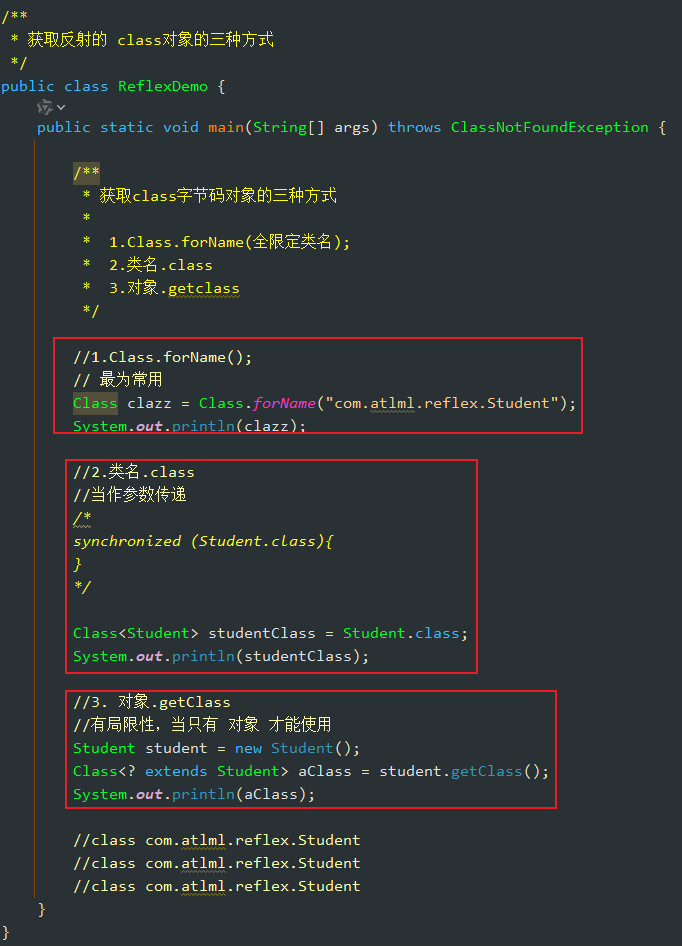 /**
 * 获取反射的 class对象的三种方式
 */
public class ReflexDemo {
    public static void main(String[] args) throws ClassNotFoundException {
        /**
         * 获取class字节码对象的三种方式
         *
         *  1.Class.forName(全限定类名);
         *  2.类名.class
         *  3.对象.getclass
         */
        //1.Class.forName();
        // 最为常用
        Class clazz = Class.forName("com.atlml.reflex.Student");
        System.out.println(clazz);
        //2.类名.class
        //当作参数传递
        /*
        synchronized (Student.class){
        }
        */
        Class<Student> studentClass = Student.class;
        System.out.println(studentClass);
        //3. 对象.getClass
        //有局限性，当只有 对象 才能使用
        Student student = new Student();
        Class<? extends Student> aClass = student.getClass();
        System.out.println(aClass);
        //class com.atlml.reflex.Student
        //class com.atlml.reflex.Student
        //class com.atlml.reflex.Student
    }
}